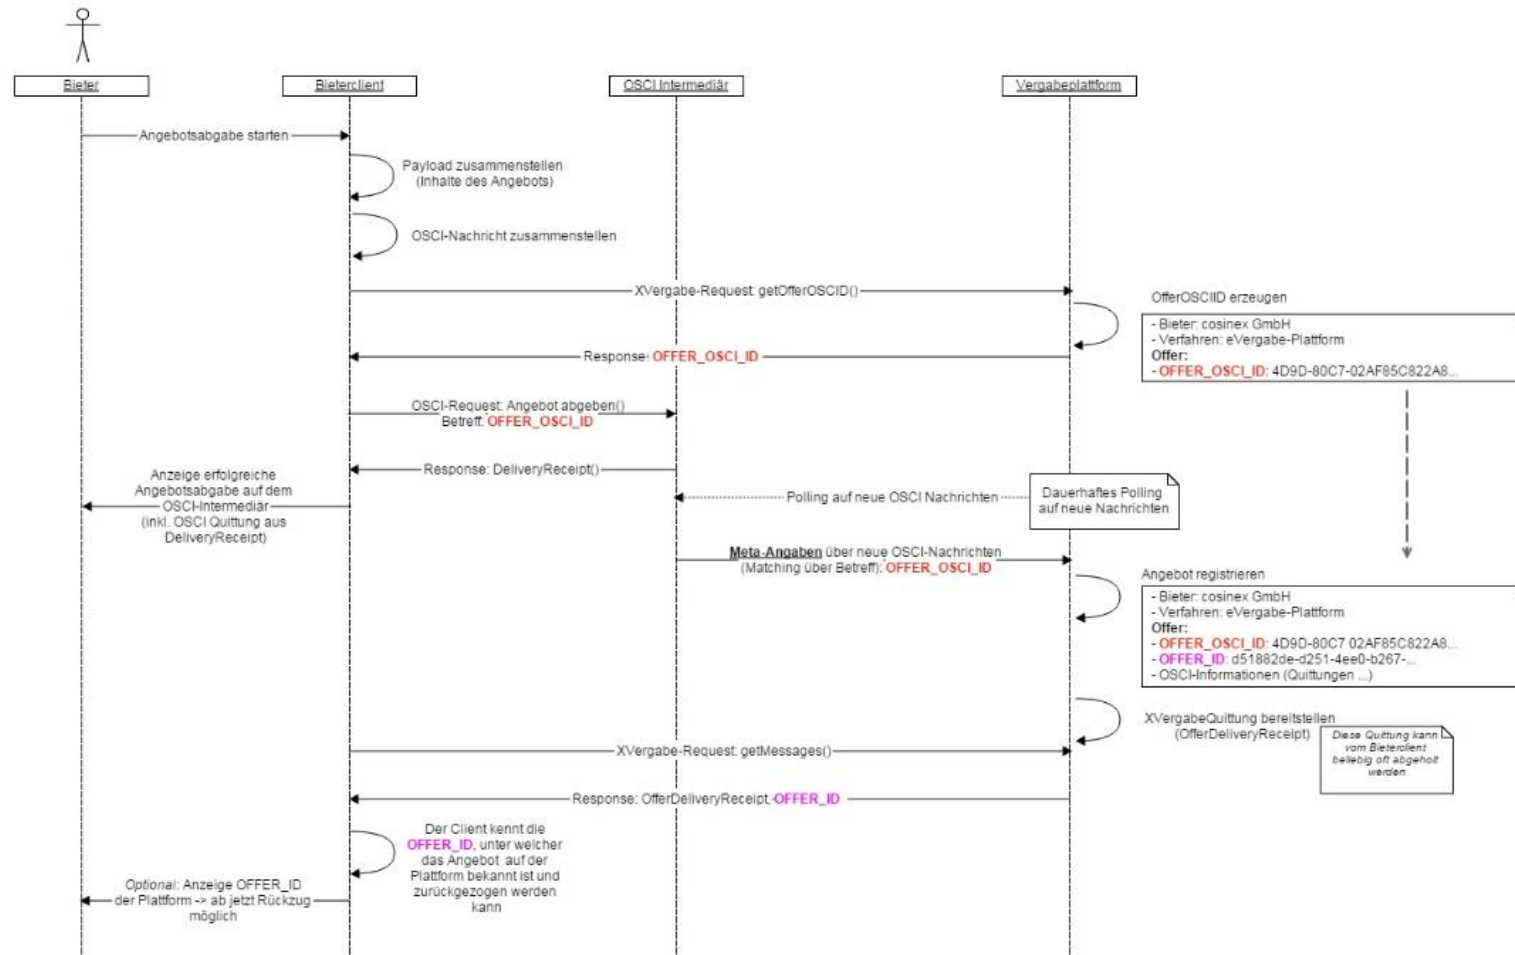 Bieter
Bieterclient
OSCI Intermediär
Vergabeplattform
Angebotsabgabe starten
Payload zusammenstellen
(Inhalte des Angebots)
OSCI-Nachricht zusammenstellen
XVergabe-Request: getOfferOSCID()
OfferOSCIID erzeugen
- Bieter: cosinex GmbH
- Verfahren: eVergabe-Plattform
Offer:
- OFFER_OSCI_ID: 4D9D-80C7-02AF85C822A8...
Response: OFFER_OSCI_ID
OSCI-Request: Angebot abgeben()
Betreff: OFFER_OSCI_ID
Response: DeliveryReceipt()
Anzeige erfolgreiche
Angebotsabgabe auf dem
OSCI-Intermediär
(inkl. OSCI Quittung aus
DeliveryReceipt)
Polling auf neue OSCI Nachrichten
Dauerhaftes Polling
auf neue Nachrichten
Meta-Angaben über neue OSCI-Nachrichten
(Matching über Betreff): OFFER_OSCI_ID
Angebot registrieren
- Bieter: cosinex GmbH
- Verfahren: eVergabe-Plattform
Offer:
- OFFER_OSCI_ID: 4D9D-80C7 02AF85C822A8...
- OFFER_ID: d51882de-d251-4ee0-b267-...
- OSCI-Informationen (Quittungen ...)
XVergabeQuittung bereitstellen
(OfferDeliveryReceipt)
Diese Quittung kann
vom Bieterclient
beliebig oft abgeholt
werden
XVergabe-Request: getMessages()
Response: OfferDeliveryReceipt, OFFER_ID
Der Client kennt die
OFFER_ID, unter welcher
das Angebot auf der
Plattform bekannt ist und
zurückgezogen werden
kann
Optional: Anzeige OFFER_ID
der Plattform -> ab jetzt Rückzug
möglich